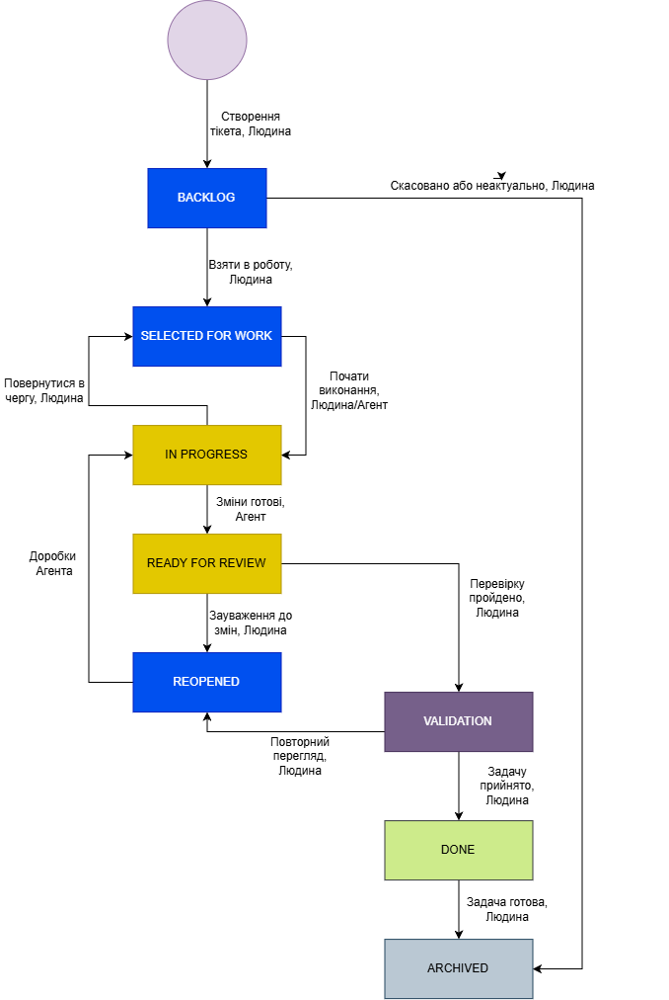 Створення
тікета, Людина
Скасовано або неактуально, Людина
BACKLOG
Взяти в роботу,
Людина
SELECTED FOR WORK
Повернутися в
чергу, Людина
Почати
виконання,
Людина/Агент
IN PROGRESS
Зміни готові,
Агент
Доробки
Агента
READY FOR REVIEW
Перевірку
пройдено,
Людина
Зауваження до
змін, Людина
REOPENED
VALIDATION
Повторний
перегляд,
Людина
Задачу
прийнято,
Людина
DONE
Задача готова,
Людина
ARCHIVED